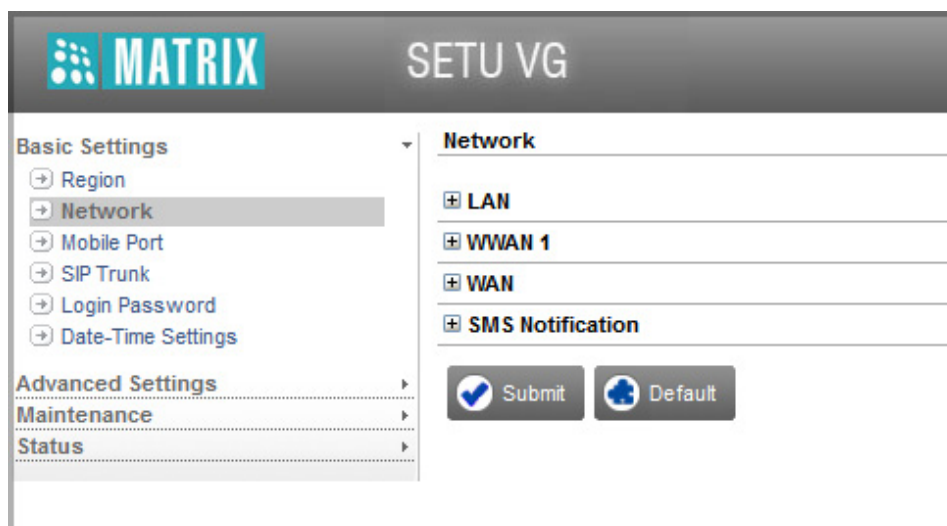 MATRIX
SETU VG
Basic Settings
Region
Network
Mobile Port
SIP Trunk
Login Password
Date-Time Settings
Advanced Settings
Maintenance
Status
Network
LAN
WWAN 1
WAN
SMS Notification
Submit
Default